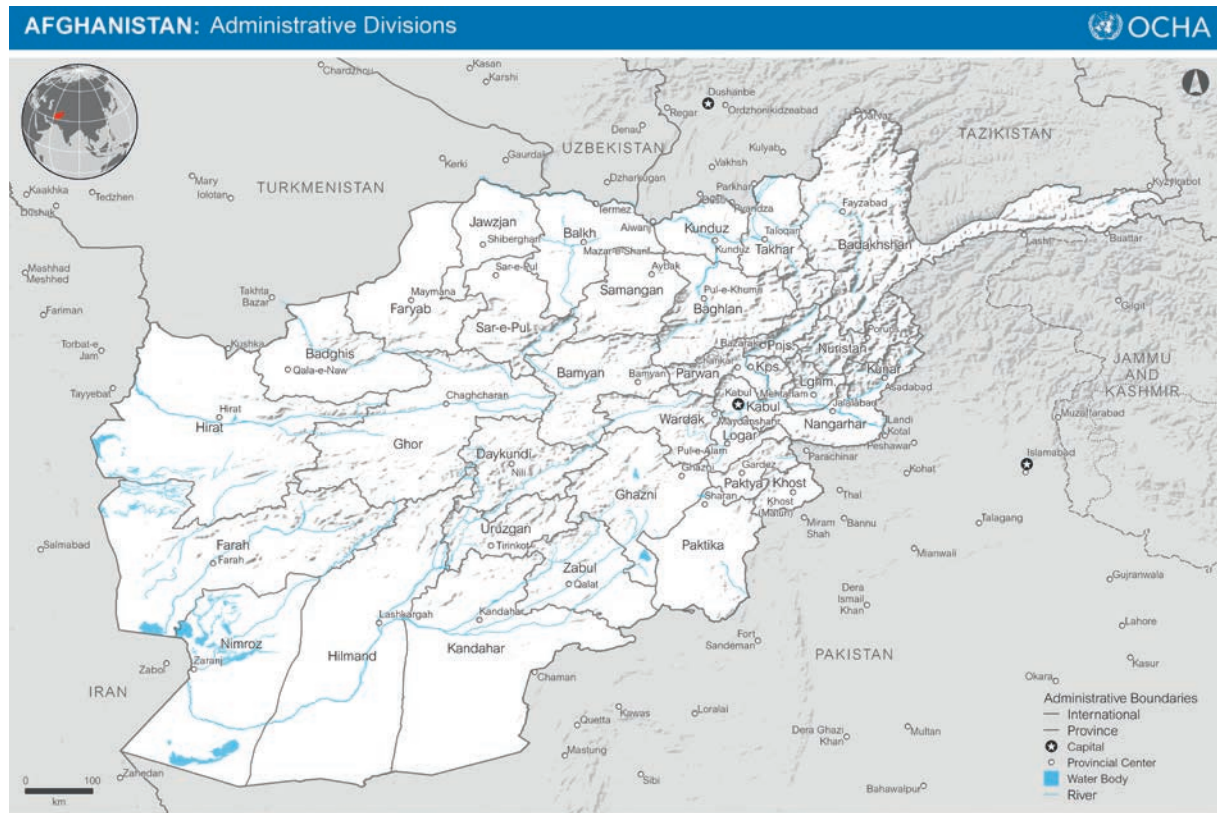 AFGHANISTAN: Administrative Divisions
OCHA
Chardzhou
Kasan
Karshi
Dushanbe
Regar
Ordzhonikidzeabad
Denau
UZBEKISTAN
TAZIKISTAN
Kulyab
Vakhsh
Kerki
Gaurdak
Dzharkugan
Parkhar
Kyzylrabot
Kaakhka
Tedzhen
Mary
Iolotan
Dushak
TURKMENISTAN
Termez
Aiwanj
Pyandza
Fayzabad
Jawzjan
Shiberghan
Balkh
Mazar-e-Sharif
Kunduz
Kunduz
Taloqan
Takhar
Badakhshan
Lasht
Buattar
Mashhad
Meshhed
Fariman
Takhta
Bazar
Maymana
Faryab
Sar-e-Pul
Sar-e-Pul
Aybak
Samangan
Pul-e-Khumri
Baghlan
Gilgit
Torbat-e
Jam
Kushka
Badghis
Qala-e-Naw
Bamyan
Bamyan
Bazarak
Pnjs.
Nuristan
Parwan
Kps.
Kunar
Asadabad
JAMMU
AND
KASHMIR
Tayyebat
Hirat
Hirat
Chaghcharan
Ghor
Kabul
Kabul
Lghm.
Mehtarlam
Jalalabad
Nangarhar
Wardak
Maydanshahr
Logar
Pul-e-Alam
Landi
Kotal
Peshawar
Muzaffarabad
Islamabad
Daykundi
Nili
Ghazni
Ghazni
Gardez
Paktya
Khost
Khost
(Matun)
Parachinar
Kohat
Sharan
Thal
Miram
Shah
Bannu
Talagang
Salmabad
Farah
Farah
Uruzgan
Tirinkot
Zabul
Qalat
Paktika
Mianwali
Gujranwala
Dera
Ismail
Khan
Lashkargah
Kandahar
Kandahar
Lahore
Nimroz
Zaranj
Zabol
Hilmand
Fort
Sandeman
PAKISTAN
Kasur
Okara
IRAN
Chaman
Quetta
Kawas
Loralai
Dera Ghazi
Khan
Multan
Mastung
Sibi
Bahawalpur
Zahedan
0 100
km
Administrative Boundaries
International
Province
Capital
Provincial Center
Water Body
River